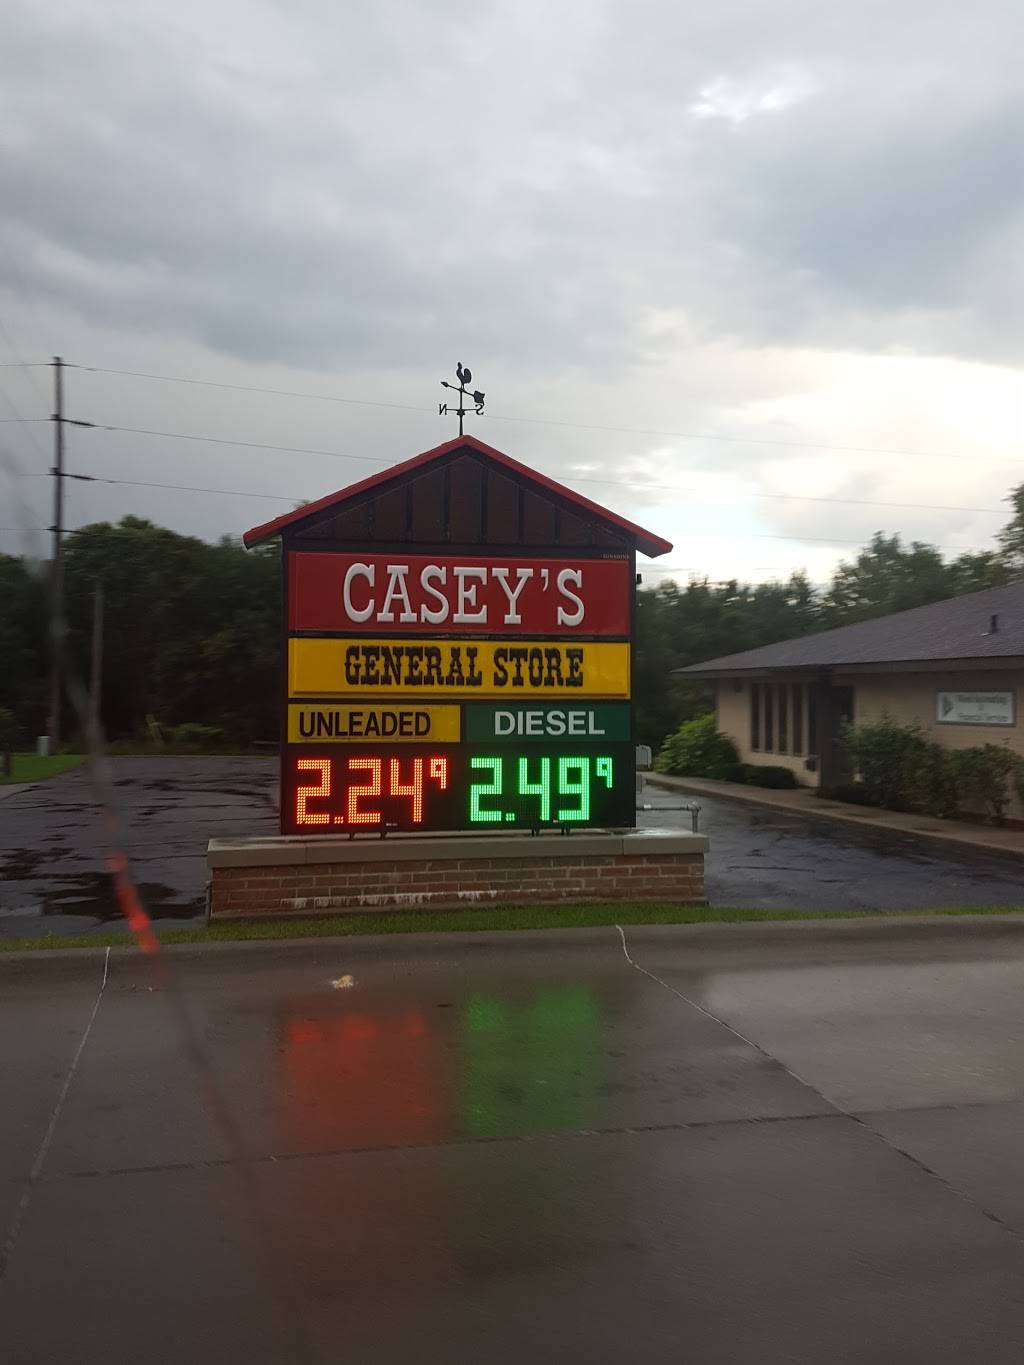 N S
CASEY'S
GENERAL STORE
UNLEADED DIESEL
2.24⁹ 2.49⁹